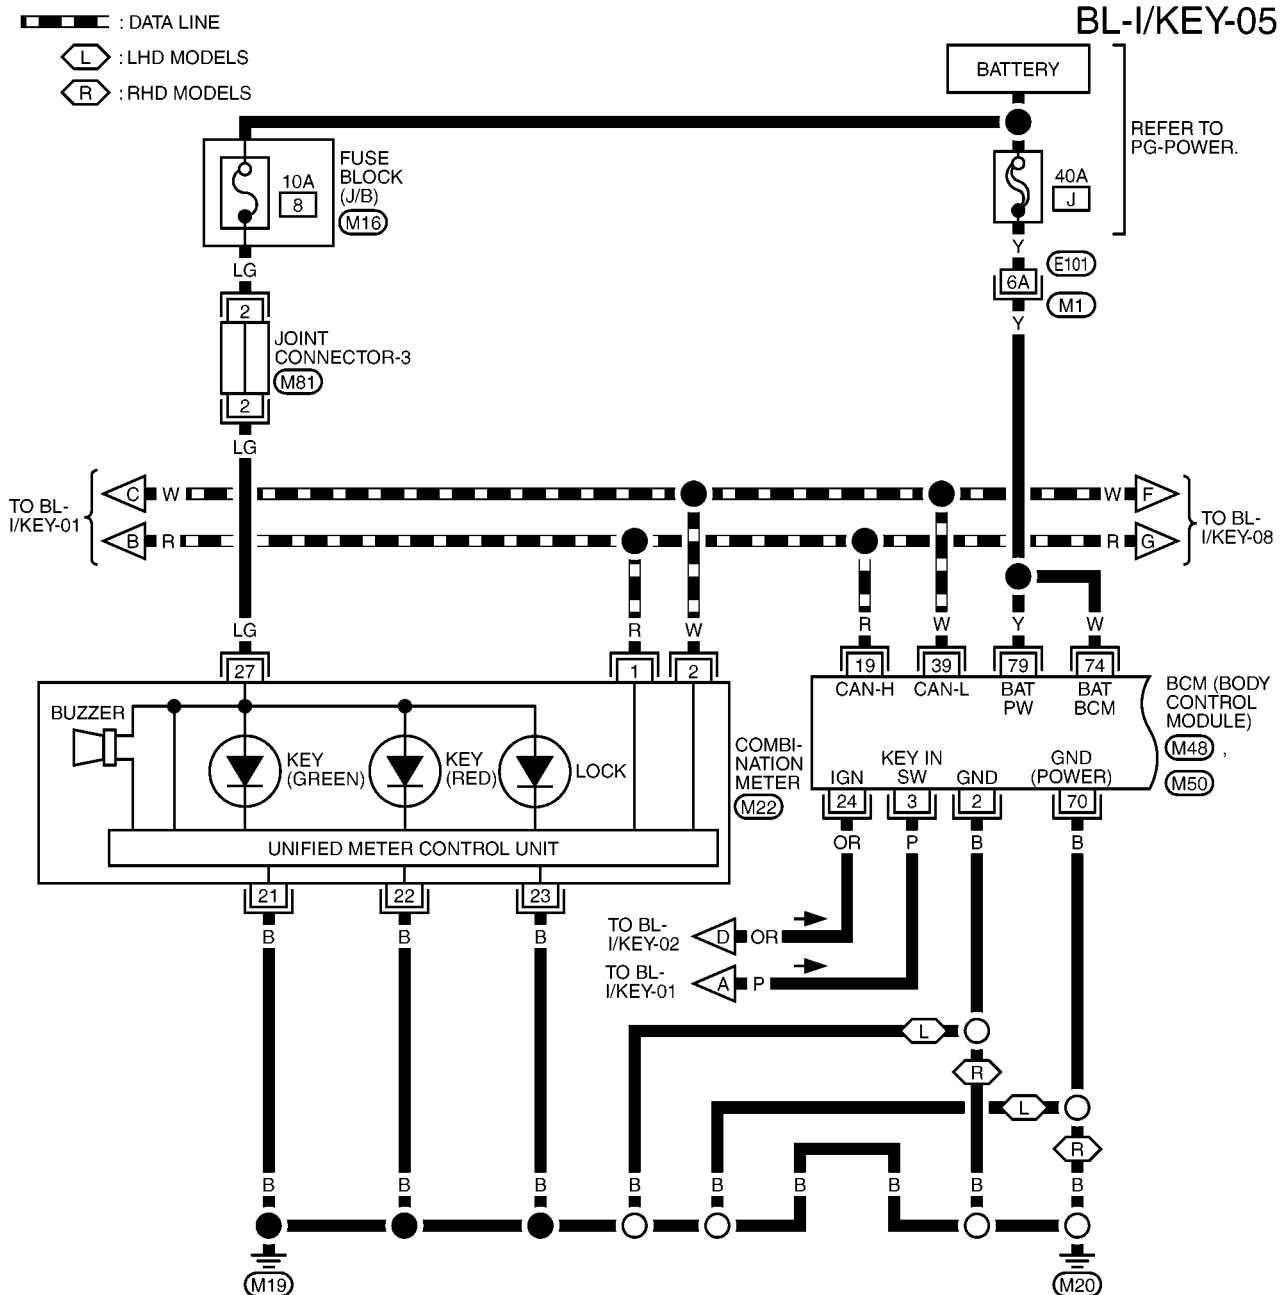 BL-I/KEY-05
: DATA LINE
L : LHD MODELS
R : RHD MODELS
BATTERY
REFER TO
PG-POWER.
FUSE
BLOCK
(J/B)
M16
10A
8
40A
J
LG
Y
E101
6A
M1
Y
2
JOINT
CONNECTOR-3
M81
2
LG
TO BL-
I/KEY-01
C W
B R
W F
R G
TO BL-
I/KEY-08
LG
R
W
R
W
Y
W
27
1
2
19
39
79
74
CAN-H
CAN-L
BAT
PW
BAT
BCM
BCM (BODY
CONTROL
MODULE)
M48 ,
M50
BUZZER
KEY
(GREEN)
KEY
(RED)
LOCK
COMBI-
NATION
METER
M22
UNIFIED METER CONTROL UNIT
IGN
KEY IN
SW
GND
GND
(POWER)
24
3
2
70
OR
P
B
B
21
22
23
B
B
B
TO BL-
I/KEY-02
D OR
TO BL-
I/KEY-01
A P
L
R
L
R
B
B
B
B
B
B
B
B
B
M19
M20